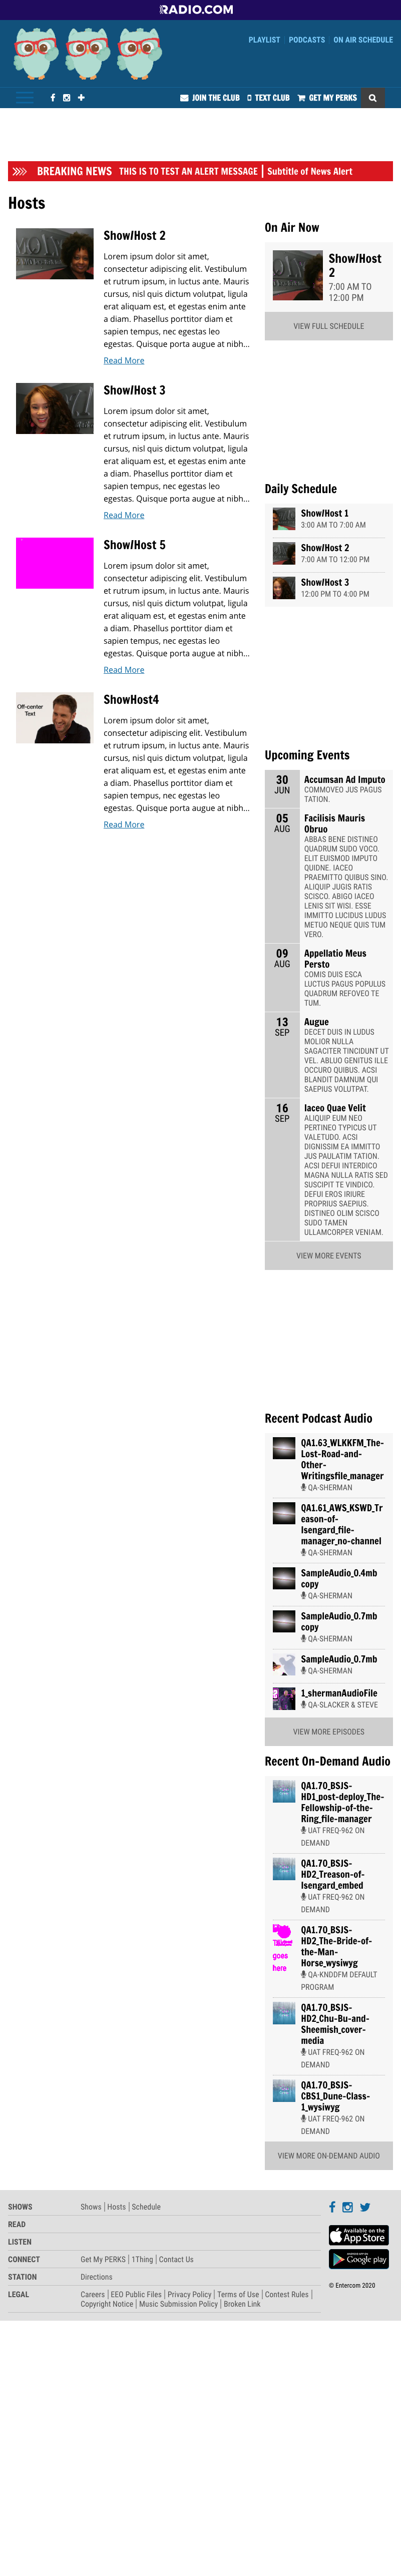 RADIO.COM
PLAYLIST PODCASTS ON AIR SCHEDULE
JOIN THE CLUB TEXT CLUB GET MY PERKS
BREAKING NEWS THIS IS TO TEST AN ALERT MESSAGE Subtitle of News Alert
Hosts
Show/Host 2
Lorem ipsum dolor sit amet,
consectetur adipiscing elit. Vestibulum
et rutrum ipsum, in luctus ante. Mauris
cursus, nisl quis dictum volutpat, ligula
erat aliquam est, et egestas enim ante
a diam. Phasellus porttitor diam et
sapien tempus, nec egestas leo
egestas. Quisque porta augue at nibh...
Read More
Show/Host 3
Lorem ipsum dolor sit amet,
consectetur adipiscing elit. Vestibulum
et rutrum ipsum, in luctus ante. Mauris
cursus, nisl quis dictum volutpat, ligula
erat aliquam est, et egestas enim ante
a diam. Phasellus porttitor diam et
sapien tempus, nec egestas leo
egestas. Quisque porta augue at nibh...
Read More
Show/Host 5
Lorem ipsum dolor sit amet,
consectetur adipiscing elit. Vestibulum
et rutrum ipsum, in luctus ante. Mauris
cursus, nisl quis dictum volutpat, ligula
erat aliquam est, et egestas enim ante
a diam. Phasellus porttitor diam et
sapien tempus, nec egestas leo
egestas. Quisque porta augue at nibh...
Read More
Off-center
Text
ShowHost4
Lorem ipsum dolor sit amet,
consectetur adipiscing elit. Vestibulum
et rutrum ipsum, in luctus ante. Mauris
cursus, nisl quis dictum volutpat, ligula
erat aliquam est, et egestas enim ante
a diam. Phasellus porttitor diam et
sapien tempus, nec egestas leo
egestas. Quisque porta augue at nibh...
Read More
On Air Now
Show/Host
2
7:00 AM TO
12:00 PM
VIEW FULL SCHEDULE
Daily Schedule
Show/Host 1
3:00 AM TO 7:00 AM
Show/Host 2
7:00 AM TO 12:00 PM
Show/Host 3
12:00 PM TO 4:00 PM
Upcoming Events
30
JUN
Accumsan Ad Imputo
COMMOVEO JUS PAGUS
TATION.
05
AUG
Facilisis Mauris
Obruo
ABBAS BENE DISTINEO
QUADRUM SUDO VOCO.
ELIT EUISMOD IMPUTO
QUIDNE. IACEO
PRAEMITTO QUIBUS SINO.
ALIQUIP JUGIS RATIS
SCISCO. ABIGO IACEO
LENIS SIT WISI. ESSE
IMMITTO LUCIDUS LUDUS
METUO NEQUE QUIS TUM
VERO.
09
AUG
Appellatio Meus
Persto
COMIS DUIS ESCA
LUCTUS PAGUS POPULUS
QUADRUM REFOVEO TE
TUM.
13
SEP
Augue
DECET DUIS IN LUDUS
MOLIOR NULLA
SAGACITER TINCIDUNT UT
VEL. ABLUO GENITUS ILLE
OCCURO QUIBUS. ACSI
BLANDIT DAMNUM QUI
SAEPIUS VOLUTPAT.
16
SEP
Iaceo Quae Velit
ALIQUIP EUM NEO
PERTINEO TYPICUS UT
VALETUDO. ACSI
DIGNISSIM EA IMMITTO
JUS PAULATIM TATION.
ACSI DEFUI INTERDICO
MAGNA NULLA RATIS SED
SUSCIPIT TE VINDICO.
DEFUI EROS IRIURE
PROPRIUS SAEPIUS.
DISTINEO OLIM SCISCO
SUDO TAMEN
ULLAMCORPER VENIAM.
VIEW MORE EVENTS
Recent Podcast Audio
QA1.63_WLKKFM_The-
Lost-Road-and-
Other-
Writingsfile_manager
QA-SHERMAN
QA1.61_AWS_KSWD_Tr
eason-of-
Isengard_file-
manager_no-channel
QA-SHERMAN
SampleAudio_0.4mb
copy
QA-SHERMAN
SampleAudio_0.7mb
copy
QA-SHERMAN
SampleAudio_0.7mb
QA-SHERMAN
1_shermanAudioFile
QA-SLACKER & STEVE
VIEW MORE EPISODES
Recent On-Demand Audio
QA1.70_BSJS-
HD1_post-deploy_The-
Fellowship-of-the-
Ring_file-manager
UAT FREQ-962 ON
DEMAND
QA1.70_BSJS-
HD2_Treason-of-
Isengard_embed
UAT FREQ-962 ON
DEMAND
goes
here
QA1.70_BSJS-
HD2_The-Bride-of-
the-Man-
Horse_wysiwyg
QA-KNDDFM DEFAULT
PROGRAM
QA1.70_BSJS-
HD2_Chu-Bu-and-
Sheemish_cover-
media
UAT FREQ-962 ON
DEMAND
QA1.70_BSJS-
CBS1_Dune-Class-
1_wysiwyg
UAT FREQ-962 ON
DEMAND
VIEW MORE ON-DEMAND AUDIO
SHOWS Shows Hosts Schedule
READ
LISTEN
CONNECT Get My PERKS 1Thing Contact Us
STATION Directions
LEGAL Careers EEO Public Files Privacy Policy Terms of Use Contest Rules
Copyright Notice Music Submission Policy Broken Link
Available on the
App Store
ANDROID APP ON
Google play
© Entercom 2020